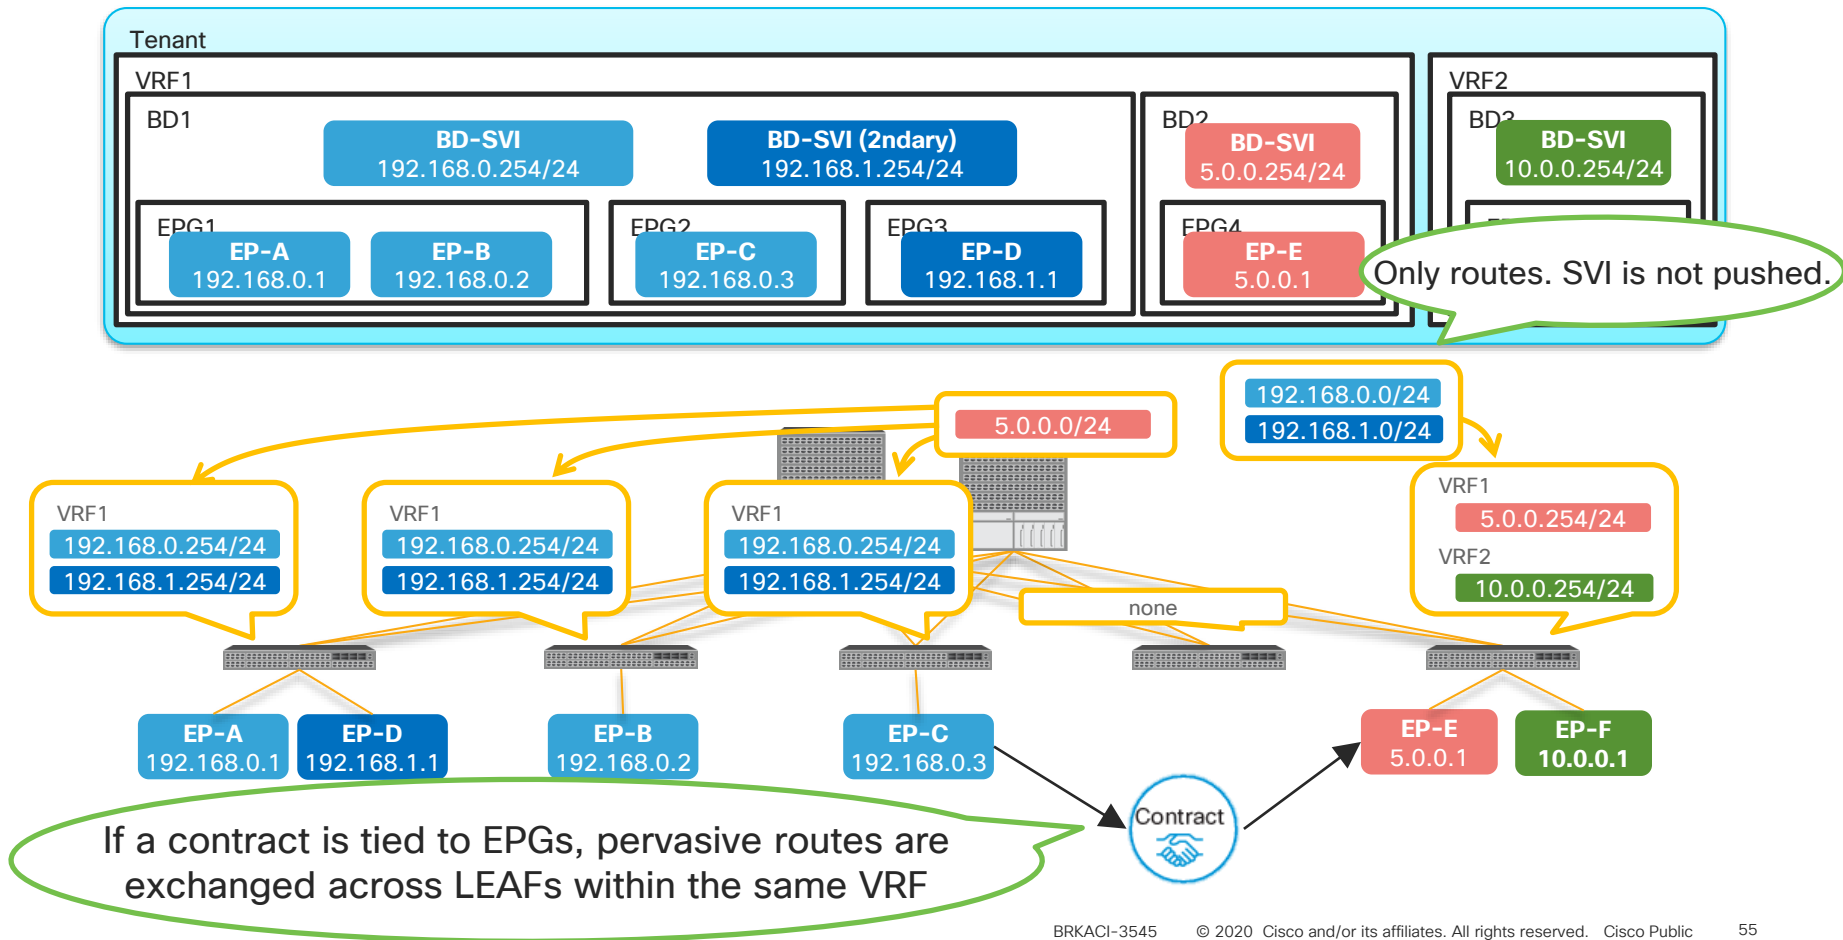 Tenant
VRF1
VRF2
BD1
BD2
BD3
BD-SVI
192.168.0.254/24
BD-SVI (2ndary)
192.168.1.254/24
BD-SVI
5.0.0.254/24
BD-SVI
10.0.0.254/24
EPG1
EPG2
EPG3
EPG4
EP-A
192.168.0.1
EP-B
192.168.0.2
EP-C
192.168.0.3
EP-D
192.168.1.1
EP-E
5.0.0.1
Only routes. SVI is not pushed.
5.0.0.0/24
192.168.0.0/24
192.168.1.0/24
VRF1
192.168.0.254/24
192.168.1.254/24
VRF1
192.168.0.254/24
192.168.1.254/24
VRF1
192.168.0.254/24
192.168.1.254/24
none
VRF1
5.0.0.254/24
VRF2
10.0.0.254/24
EP-A
192.168.0.1
EP-D
192.168.1.1
EP-B
192.168.0.2
EP-C
192.168.0.3
EP-E
5.0.0.1
EP-F
10.0.0.1
Contract
If a contract is tied to EPGs, pervasive routes are
exchanged across LEAFs within the same VRF
BRKACI-3545 © 2020 Cisco and/or its affiliates. All rights reserved. Cisco Public 55